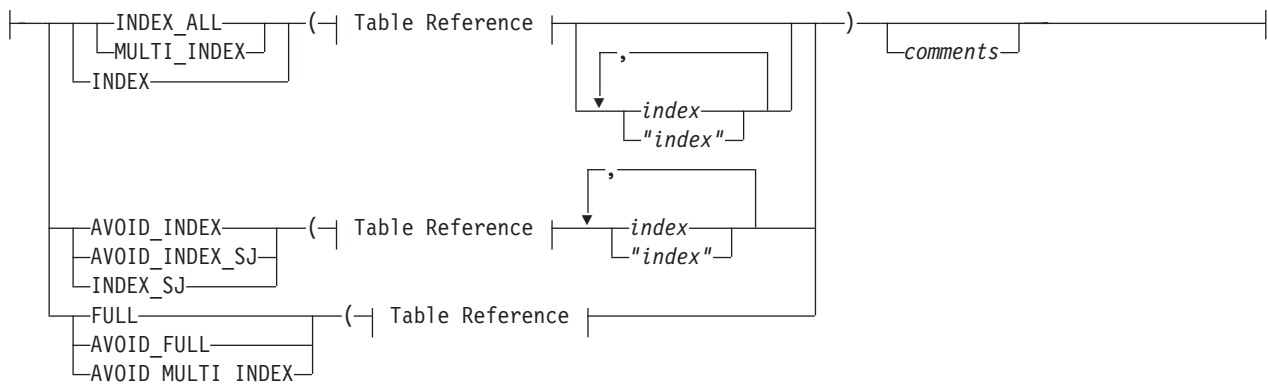 INDEX_ALL ( Table Reference )
MULTI_INDEX , comments
INDEX
index
"index"
,
AVOID_INDEX ( Table Reference index
AVOID_INDEX_SJ "index"
INDEX_SJ
FULL ( Table Reference
AVOID_FULL
AVOID_MULTI_INDEX